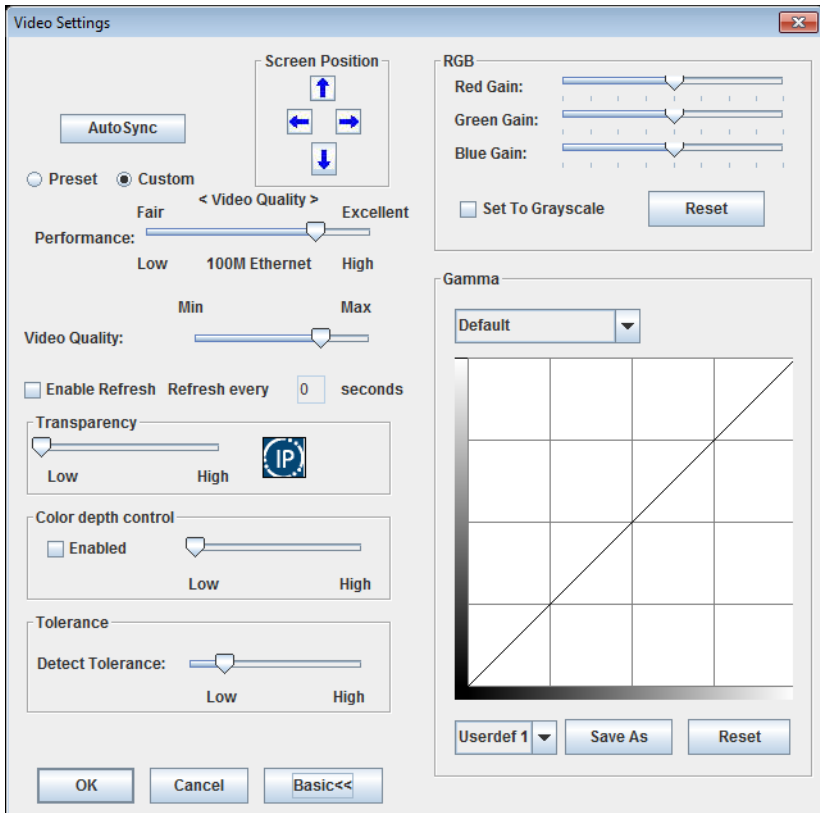 Video Settings
Screen Position
AutoSync
Preset Custom
< Video Quality >
Fair Excellent
Performance:
Low 100M Ethernet High
Min Max
Video Quality:
Enable Refresh Refresh every 0 seconds
Transparency
IP
Low High
Color depth control
Enabled
Low High
Tolerance
Detect Tolerance:
Low High
OK Cancel Basic<<
RGB
Red Gain:
Green Gain:
Blue Gain:
Set To Grayscale Reset
Gamma
Default
Userdef 1 Save As Reset